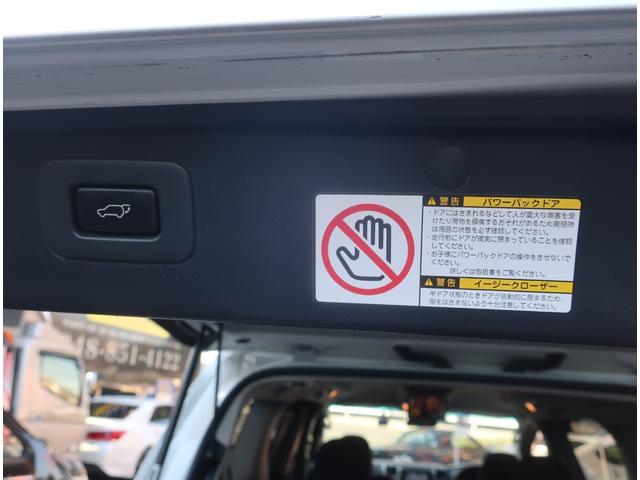 警告 パワーバックドア
・ドアにはさまれるなどして人が重大な傷害を受
けたり荷物を損傷するおそれがあるため開閉時
は周囲の状態を必ず確認してください。
・走行前にドアが確実に閉まっていることを確認
してください。
・お子様にパワーバックドアの操作をさせないで
ください。
詳しくは取扱書をご覧ください。
警告 イージークローザー
半ドア状態のときドアが自動的に閉まるため、
指をはさまないよう十分注意してください。
48-851-4122